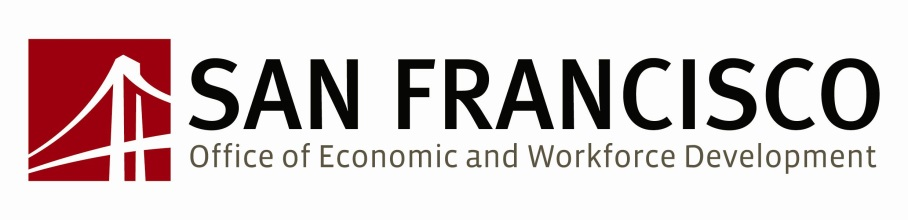 SAN FRANCISCO
Office of Economic and Workforce Development